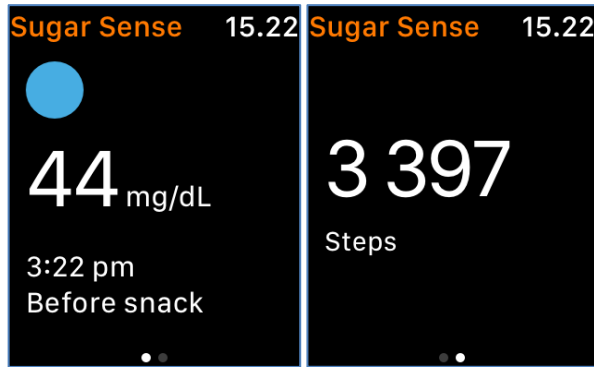 Sugar Sense 15.22
44 mg/dL
3:22 pm
Before snack
Sugar Sense 15.22
3 397
Steps